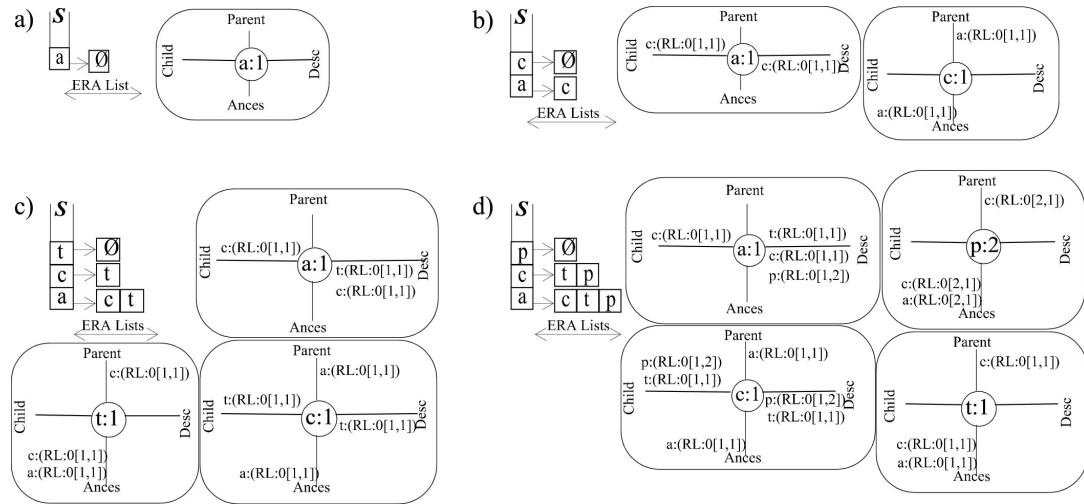 a)
S
a
Ø
ERA List
Parent
Child
a:1
Desc
Ances
b)
S
c
Ø
a
c
ERA Lists
Parent
c:(RL:0[1,1])
Child
a:1
c:(RL:0[1,1])
Desc
Ances
Parent
a:(RL:0[1,1])
Child
c:1
Desc
a:(RL:0[1,1])
Ances
c)
S
t
Ø
c
t
a
c t
ERA Lists
Parent
c:(RL:0[1,1])
Child
a:1
t:(RL:0[1,1])
c:(RL:0[1,1])
Desc
Ances
Parent
c:(RL:0[1,1])
Child
t:1
Desc
c:(RL:0[1,1])
a:(RL:0[1,1])
Ances
Parent
a:(RL:0[1,1])
t:(RL:0[1,1])
Child
c:1
t:(RL:0[1,1])
Desc
a:(RL:0[1,1])
Ances
d)
S
p
Ø
c
t p
a
c t p
ERA Lists
Parent
c:(RL:0[1,1])
Child
a:1
t:(RL:0[1,1])
c:(RL:0[1,1])
p:(RL:0[1,2])
Desc
Ances
Parent
c:(RL:0[2,1])
Child
p:2
Desc
c:(RL:0[2,1])
a:(RL:0[2,1])
Ances
Parent
a:(RL:0[1,1])
p:(RL:0[1,2])
t:(RL:0[1,1])
Child
c:1
p:(RL:0[1,2])
t:(RL:0[1,1])
Desc
a:(RL:0[1,1])
Ances
Parent
c:(RL:0[1,1])
Child
t:1
Desc
c:(RL:0[1,1])
a:(RL:0[1,1])
Ances